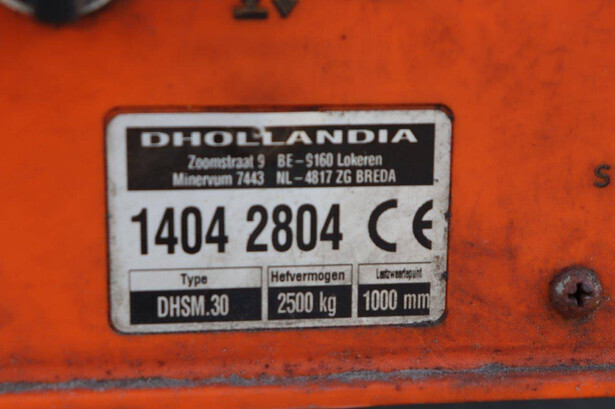 DHOLLANDIA
Zoomstraat 9 BE-9160 Lokeren
Minervum 7443 NL-4817 ZG BREDA
1404 2804 CE
Type Hefvermogen Lastzwaartepunt
DHSM.30 2500 kg 1000 mm
S